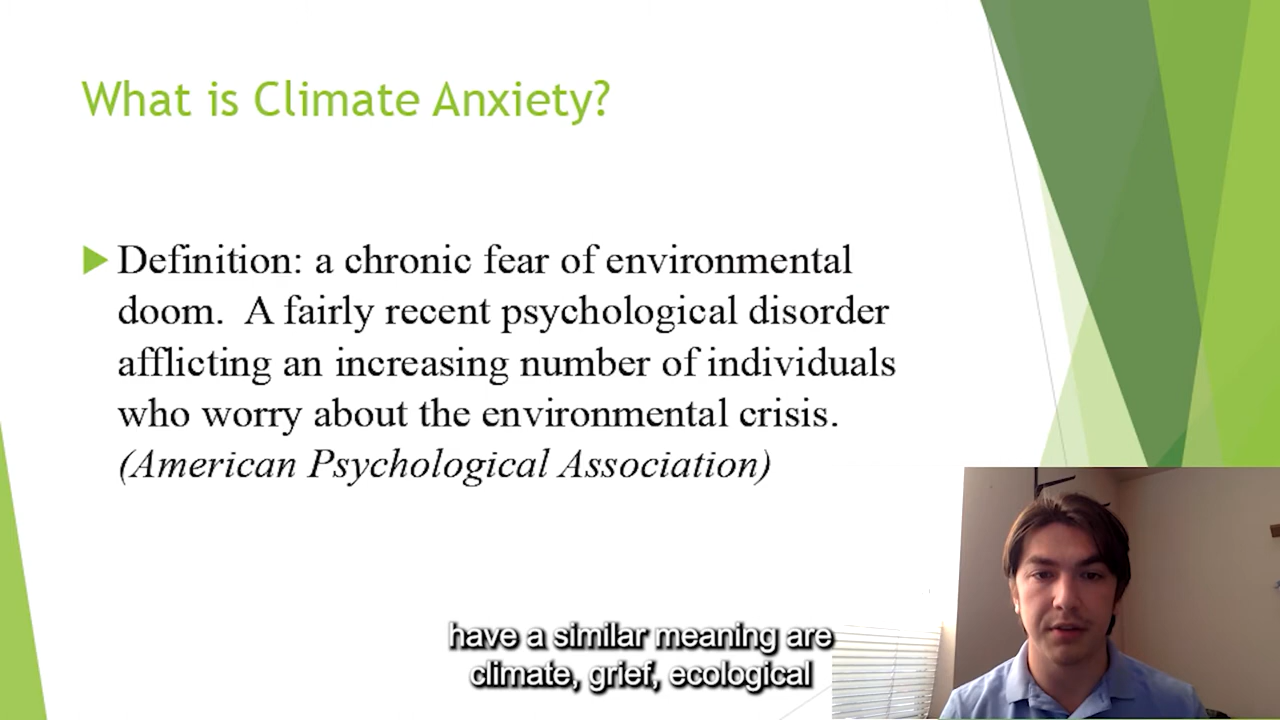 What is Climate Anxiety?
Definition: a chronic fear of environmental
doom.  A fairly recent psychological disorder
afflicting an increasing number of individuals
who worry about the environmental crisis.
(American Psychological Association)
have a similar meaning are
climate, grief, ecological